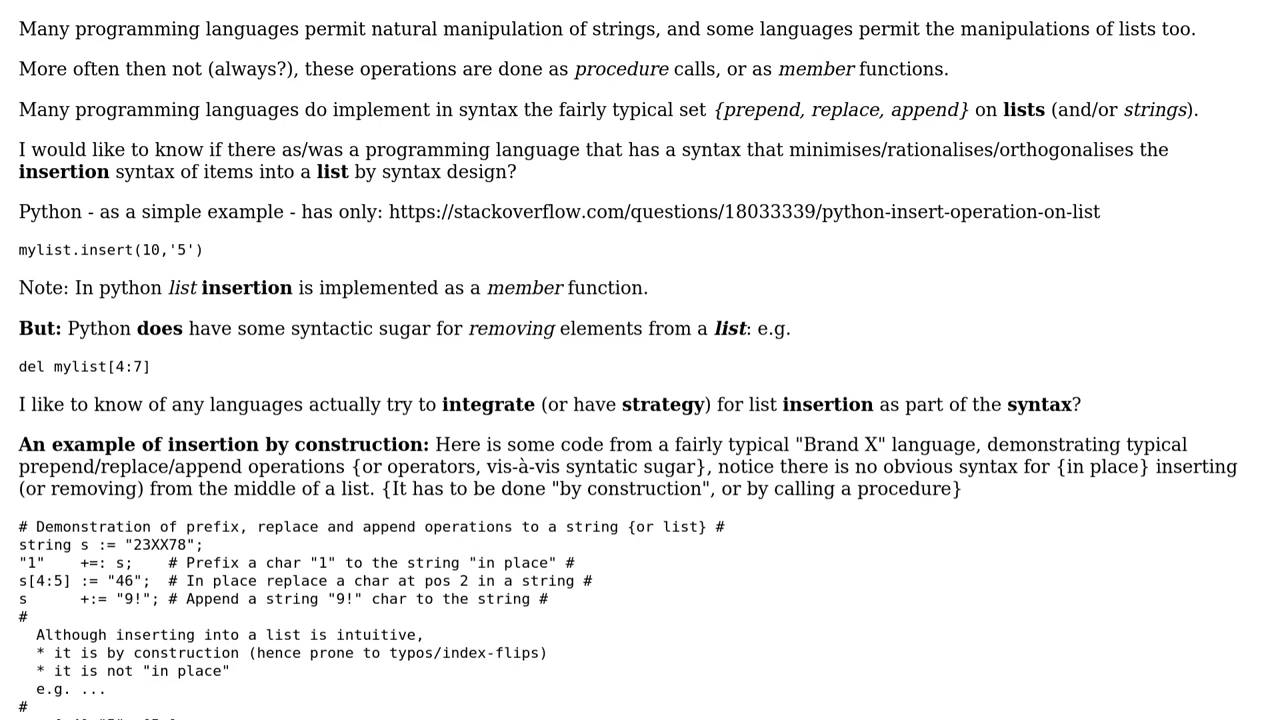 Many programming languages permit natural manipulation of strings, and some languages permit the manipulations of lists too.
More often then not (always?), these operations are done as procedure calls, or as member functions.
Many programming languages do implement in syntax the fairly typical set {prepend, replace, append} on lists (and/or strings).
I would like to know if there as/was a programming language that has a syntax that minimises/rationalises/orthogonalises the
insertion syntax of items into a list by syntax design?
Python - as a simple example - has only: https://stackoverflow.com/questions/18033339/python-insert-operation-on-list
mylist.insert(10,'5')
Note: In python list insertion is implemented as a member function.
But: Python does have some syntactic sugar for removing elements from a list: e.g.
del mylist[4:7]
I like to know of any languages actually try to integrate (or have strategy) for list insertion as part of the syntax?
An example of insertion by construction: Here is some code from a fairly typical "Brand X" language, demonstrating typical
prepend/replace/append operations {or operators, vis-à-vis syntatic sugar}, notice there is no obvious syntax for {in place} inserting
(or removing) from the middle of a list. {It has to be done "by construction", or by calling a procedure}
# Demonstration of prefix, replace and append operations to a string {or list} #
string s := "23XX78";
"1"    +=: s;    # Prefix a char "1" to the string "in place" #
s[4:5] := "46";  # In place replace a char at pos 2 in a string #
s      +:= "9!"; # Append a string "9!" char to the string #
#
  Although inserting into a list is intuitive,
  * it is by construction (hence prone to typos/index-flips)
  * it is not "in place"
  e.g. ...
#